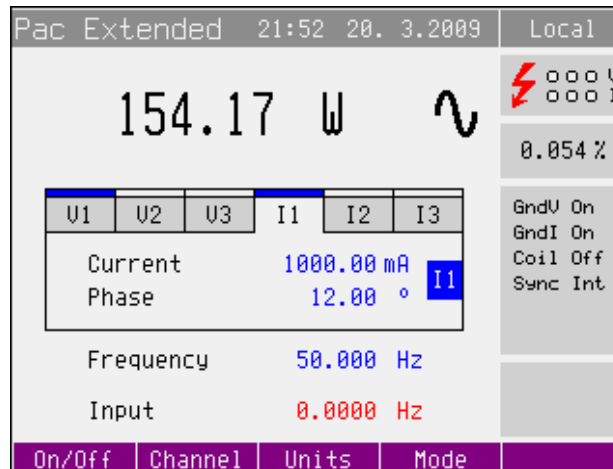 Pac Extended 21:52 20. 3.2009 Local
154.17 W
0.054 %
V1 V2 V3 I1 I2 I3
GndV On
GndI On
Coil Off
Sync Int
Current 1000.00 mA
I1
Phase 12.00 °
Frequency 50.000 Hz
Input 0.0000 Hz
On/Off Channel Units Mode